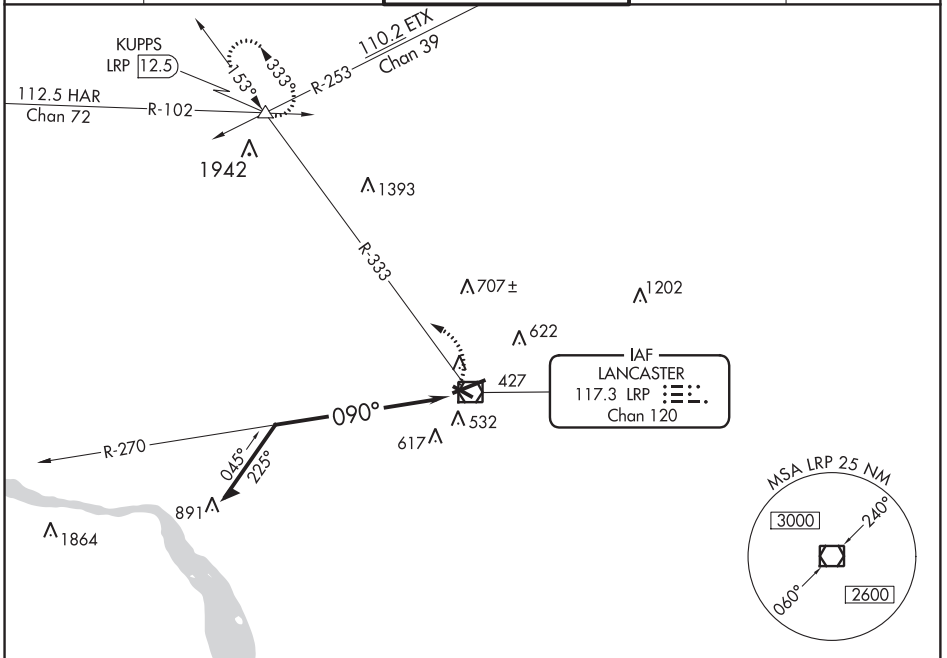 KUPPS
LRP 12.5
112.5 HAR
Chan 72
R-102
153°
333°
R-253
110.2 ETX
Chan 39
1942
1393
R-333
707±
1202
622
427
IAF
LANCASTER
117.3 LRP
Chan 120
532
617
090°
R-270
045°
225°
891
1864
MSA LRP 25 NM
3000
240°
060°
2600